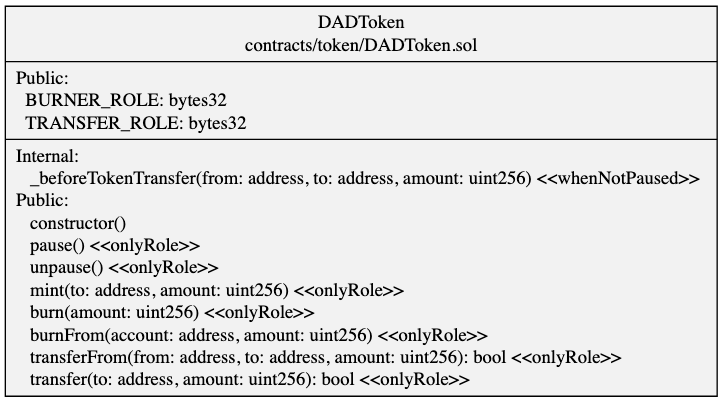 DADToken
contracts/token/DADToken.sol
Public:
BURNER_ROLE: bytes32
TRANSFER_ROLE: bytes32
Internal:
_beforeTokenTransfer(from: address, to: address, amount: uint256) <<whenNotPaused>>
Public:
constructor()
pause() <<onlyRole>>
unpause() <<onlyRole>>
mint(to: address, amount: uint256) <<onlyRole>>
burn(amount: uint256) <<onlyRole>>
burnFrom(account: address, amount: uint256) <<onlyRole>>
transferFrom(from: address, to: address, amount: uint256): bool <<onlyRole>>
transfer(to: address, amount: uint256): bool <<onlyRole>>